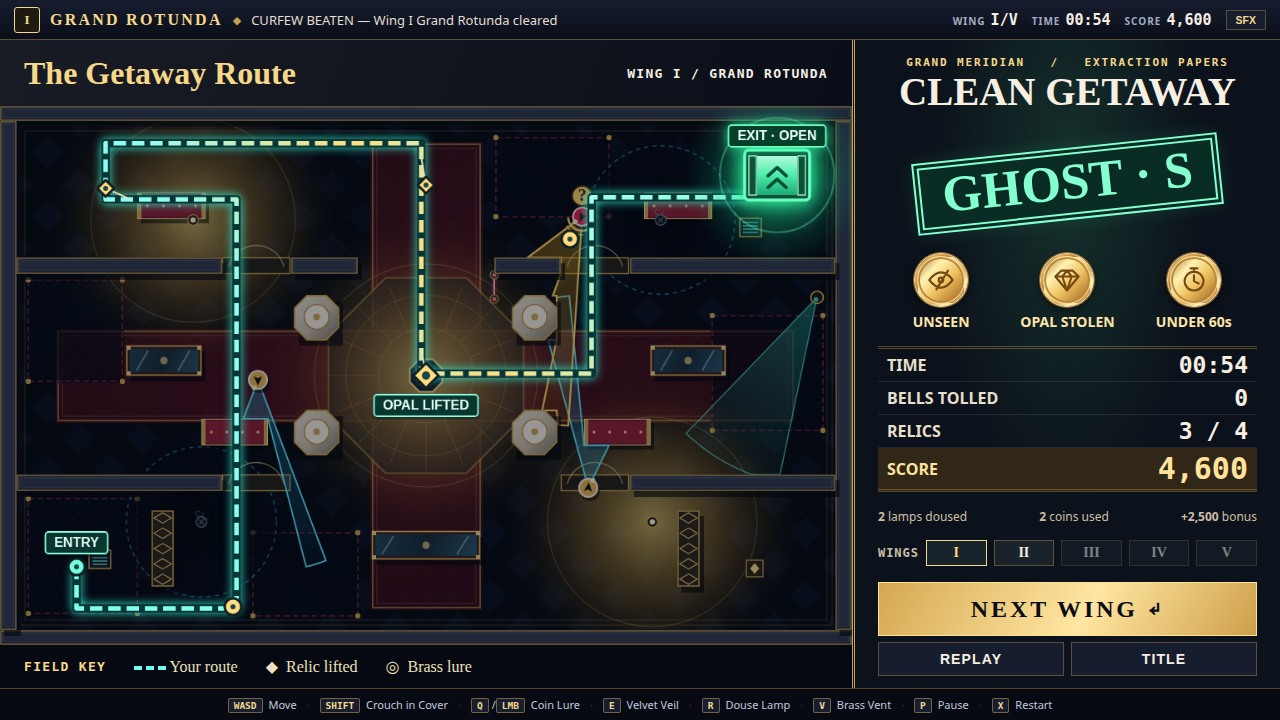 I GRAND ROTUNDA ◆ CURFEW BEATEN — Wing I Grand Rotunda cleared
WING I/V TIME 00:54 SCORE 4,600 SFX
The Getaway Route
WING I / GRAND ROTUNDA
EXIT · OPEN
?
OPAL LIFTED
ENTRY
FIELD KEY Your route ◆ Relic lifted ◎ Brass lure
GRAND MERIDIAN / EXTRACTION PAPERS
CLEAN GETAWAY
GHOST · S
UNSEEN OPAL STOLEN UNDER 60s
TIME 00:54
BELLS TOLLED 0
RELICS 3 / 4
SCORE 4,600
2 lamps doused 2 coins used +2,500 bonus
WINGS I II III IV V
NEXT WING ↲
REPLAY TITLE
WASD Move · SHIFT Crouch in Cover · Q / LMB Coin Lure · E Velvet Veil · R Douse Lamp · V Brass Vent · P Pause · X Restart